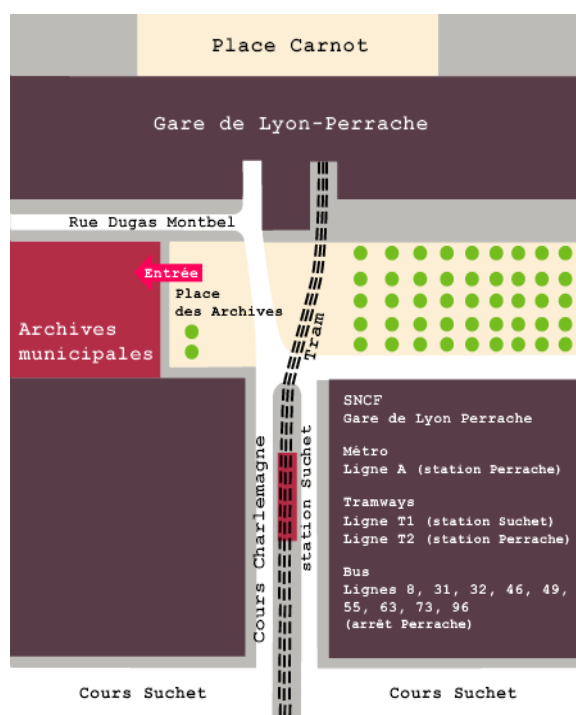 Place Carnot
Gare de Lyon-Perrache
Rue Dugas Montbel
Entrée
Place
des Archives
Archives
municipales
Tram
Cours Charlemagne
station Suchet
SNCF
Gare de Lyon Perrache
Métro
Ligne A (station Perrache)
Tramways
Ligne T1 (station Suchet)
Ligne T2 (station Perrache)
Bus
Lignes 8, 31, 32, 46, 49,
55, 63, 73, 96
(arrêt Perrache)
Cours Suchet
Cours Suchet